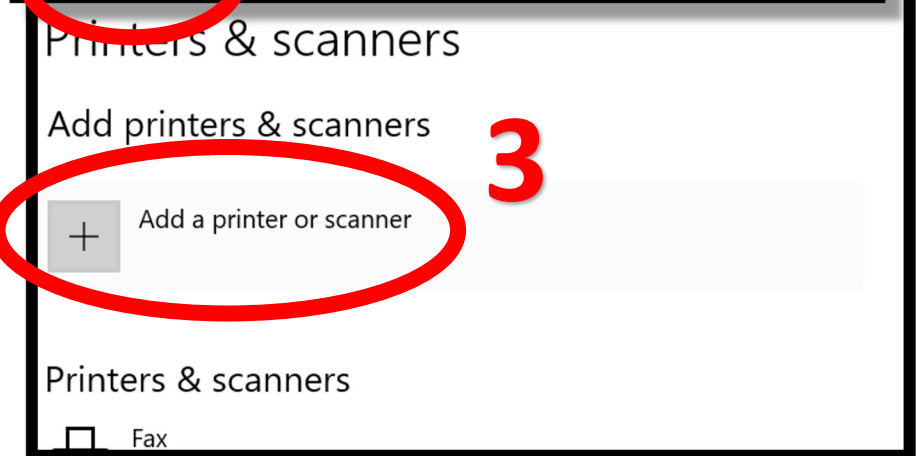 Printers & scanners
Add printers & scanners
3
Add a printer or scanner
Printers & scanners
Fax